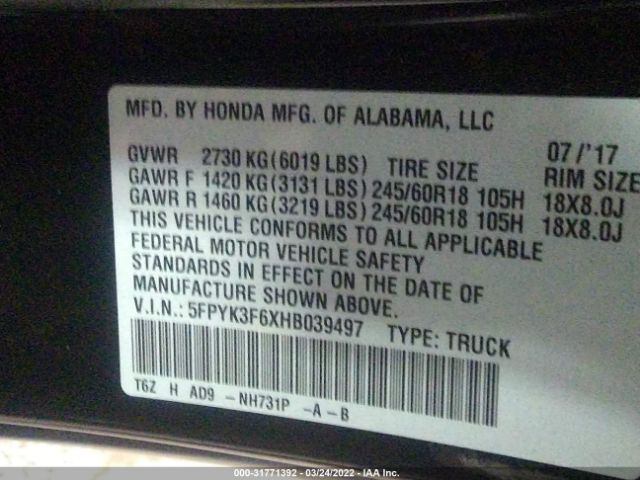 MFD. BY HONDA MFG. OF ALABAMA, LLC
07/'17
GVWR 2730 KG(6019 LBS) TIRE SIZE RIM SIZE
GAWR F 1420 KG(3131 LBS) 245/60R18 105H 18X8.0J
GAWR R 1460 KG(3219 LBS) 245/60R18 105H 18X8.0J
THIS VEHICLE CONFORMS TO ALL APPLICABLE
FEDERAL MOTOR VEHICLE SAFETY
STANDARDS IN EFFECT ON THE DATE OF
MANUFACTURE SHOWN ABOVE.
V.I.N.: 5FPYK3F6XHB039497 TYPE: TRUCK
T6Z H AD9 - NH731P -A-B
000-31771392 - 03/24/2022 - IAA Inc.